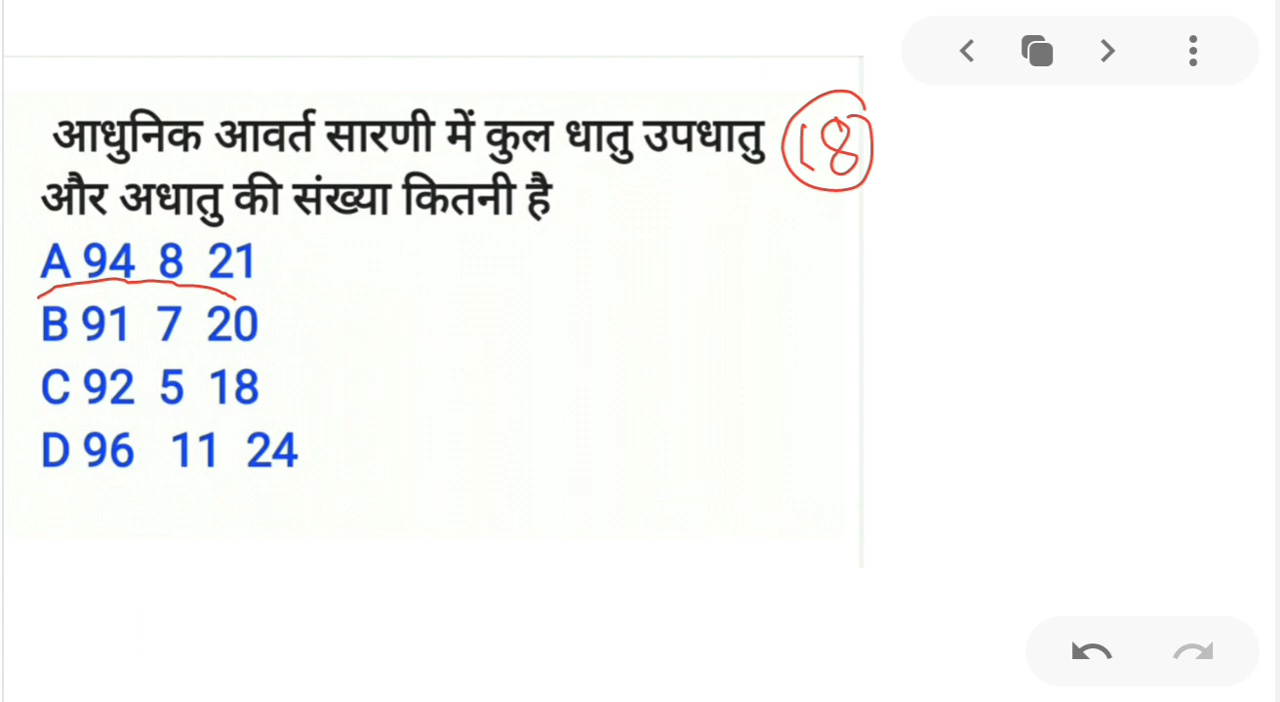 आधुनिक आवर्त सारणी में कुल धातु उपधातु 18
और अधातु की संख्या कितनी है
A 94 8 21
B 91 7 20
C 92 5 18
D 96 11 24